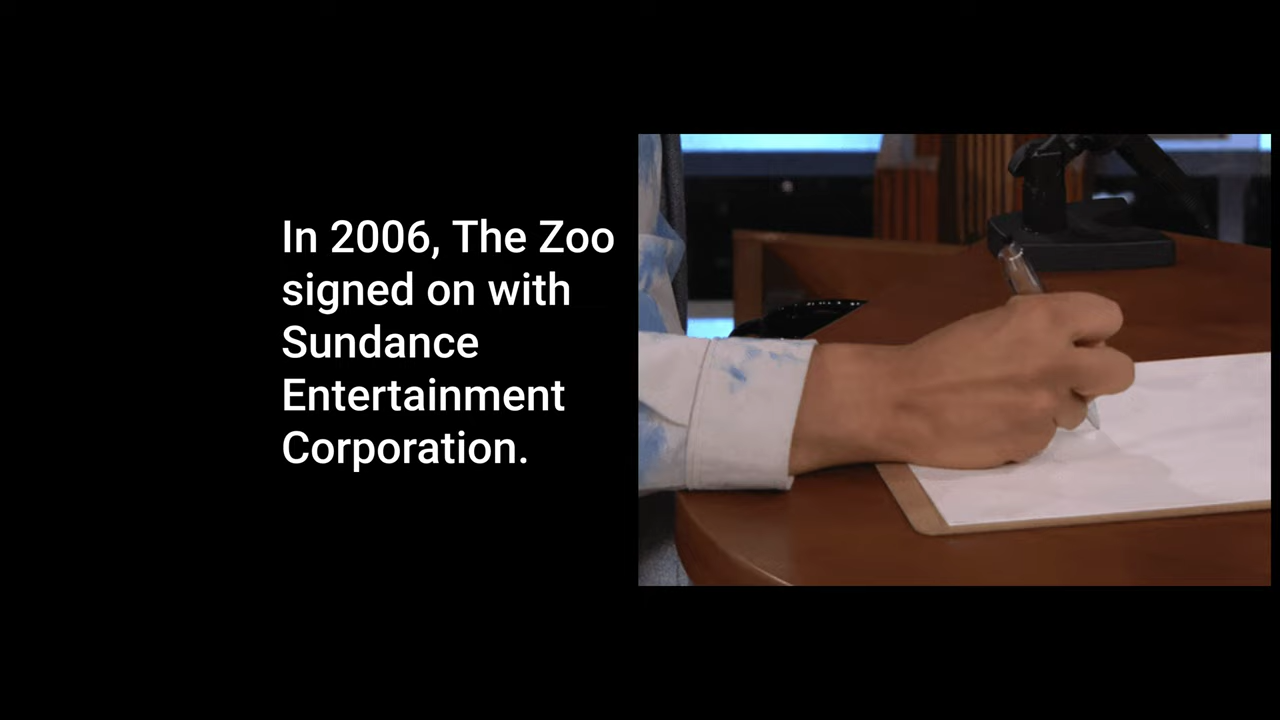 In 2006, The Zoo
signed on with
Sundance
Entertainment
Corporation.